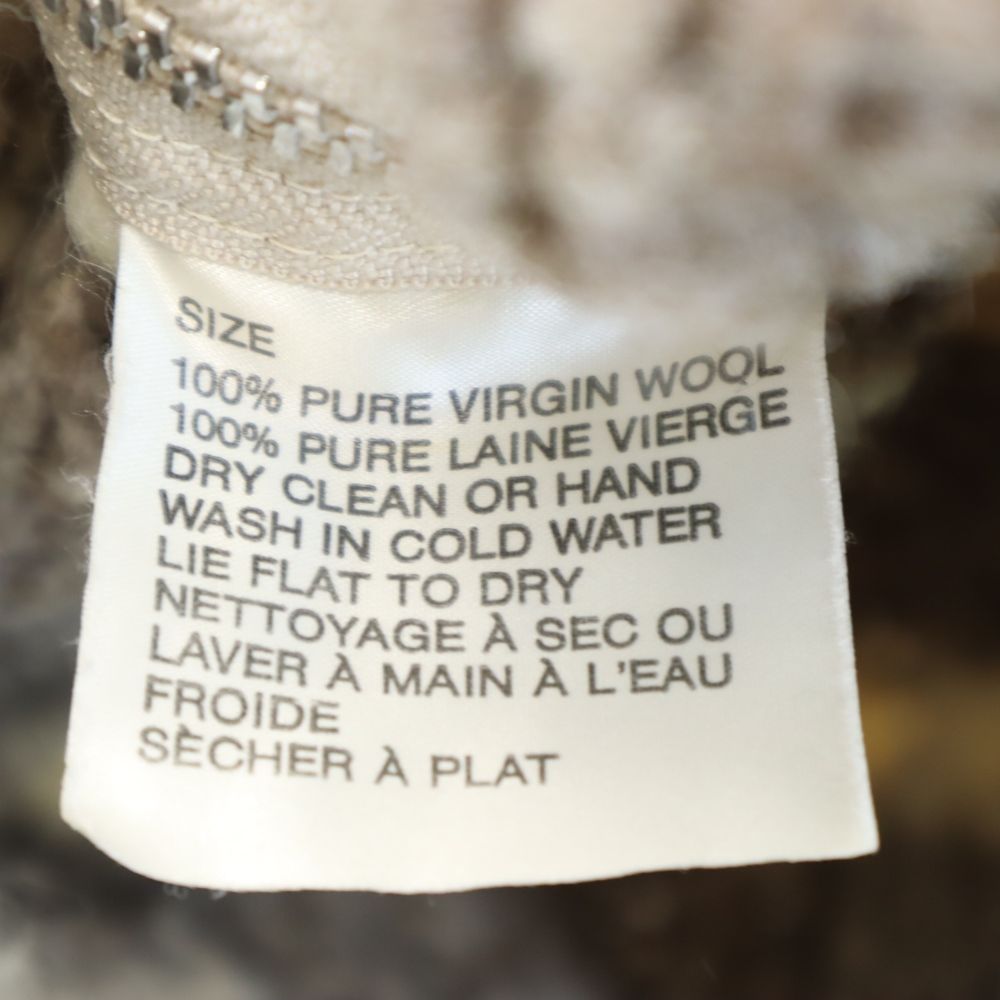 SIZE
100% PURE VIRGIN WOOL
100% PURE LAINE VIERGE
DRY CLEAN OR HAND
WASH IN COLD WATER
LIE FLAT TO DRY
NETTOYAGE À SEC OU
LAVER À MAIN À L'EAU
FROIDE
SÈCHER À PLAT